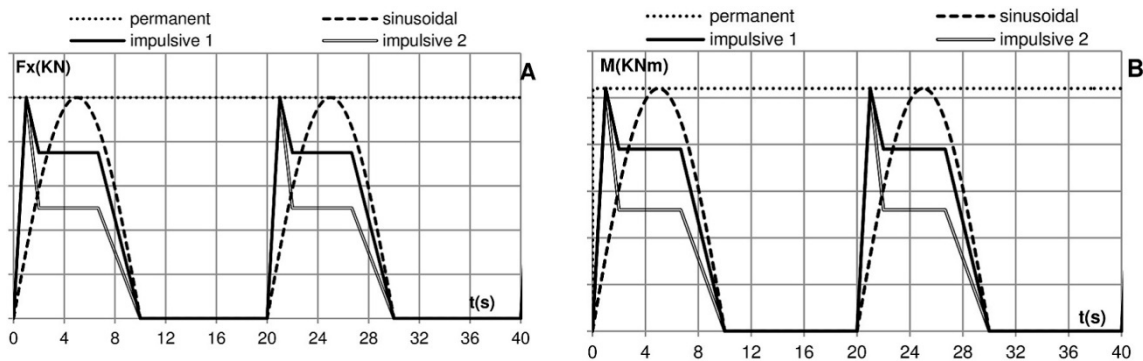 permanent sinusoidal
impulsive 1 impulsive 2
Fx(KN) A
t(s)
0 4 8 12 16 20 24 28 32 36 40
permanent sinusoidal
impulsive 1 impulsive 2
M(KNm) B
t(s)
0 4 8 12 16 20 24 28 32 36 40